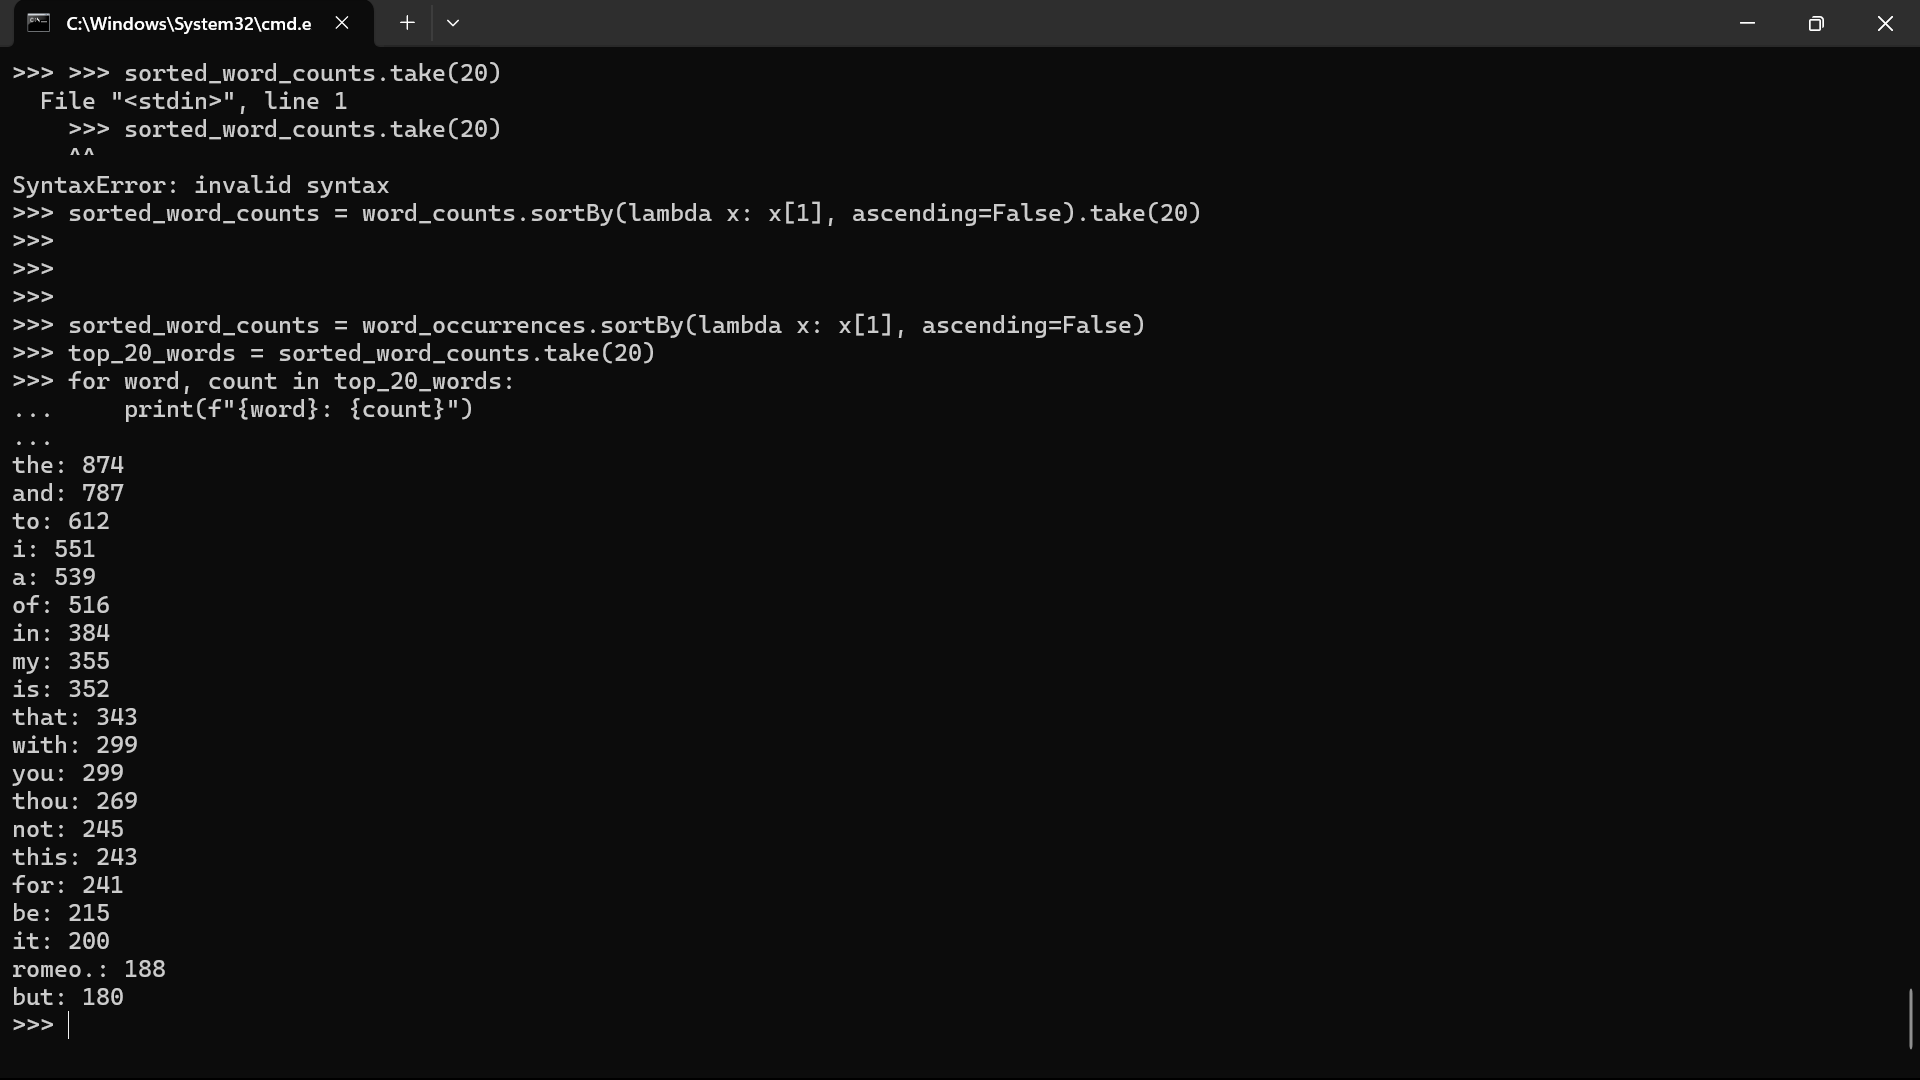 C:\Windows\System32\cmd.e
>>> >>> sorted_word_counts.take(20)
  File "<stdin>", line 1
    >>> sorted_word_counts.take(20)
    ^^
SyntaxError: invalid syntax
>>> sorted_word_counts = word_counts.sortBy(lambda x: x[1], ascending=False).take(20)
>>>
>>>
>>>
>>> sorted_word_counts = word_occurrences.sortBy(lambda x: x[1], ascending=False)
>>> top_20_words = sorted_word_counts.take(20)
>>> for word, count in top_20_words:
...     print(f"{word}: {count}")
...
the: 874
and: 787
to: 612
i: 551
a: 539
of: 516
in: 384
my: 355
is: 352
that: 343
with: 299
you: 299
thou: 269
not: 245
this: 243
for: 241
be: 215
it: 200
romeo.: 188
but: 180
>>>